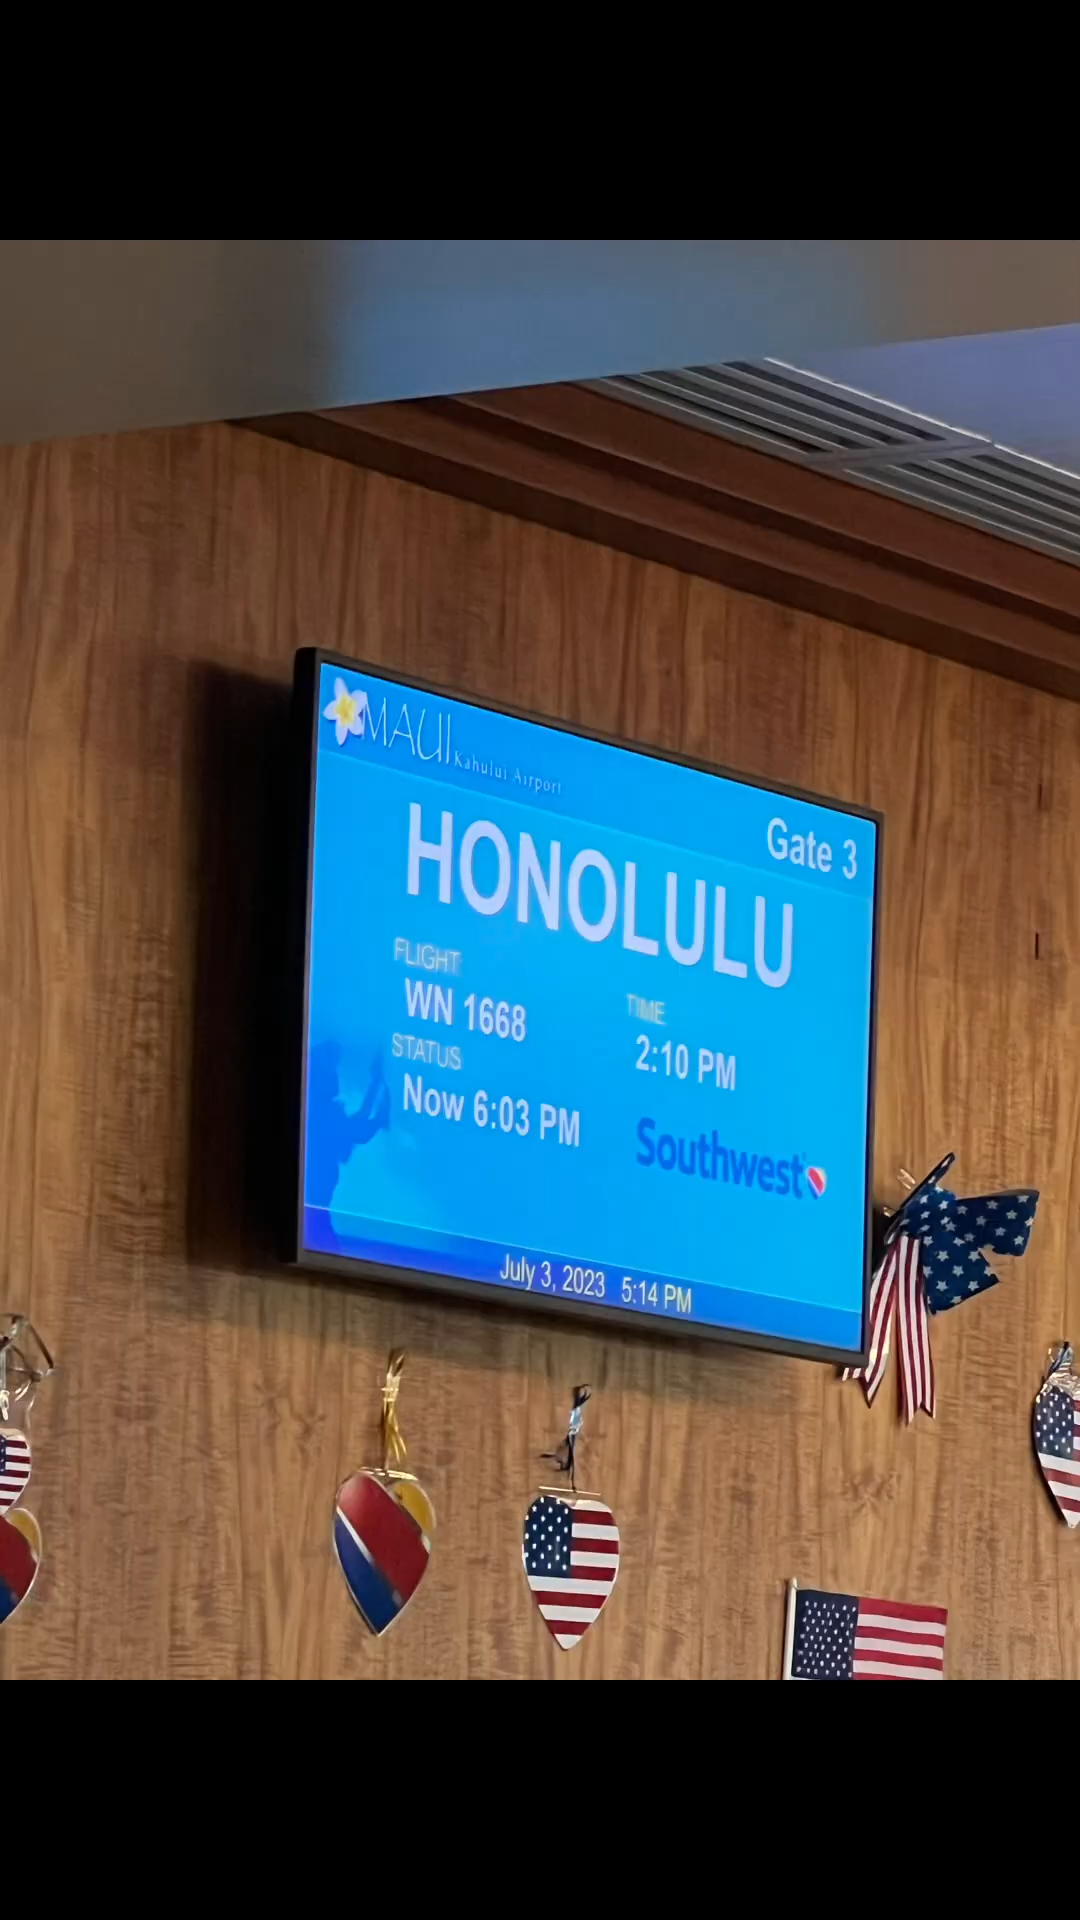 MAUI Kahului Airport
Gate 3
HONOLULU
FLIGHT
WN 1668
TIME
2:10 PM
STATUS
Now 6:03 PM
Southwest
July 3, 2023 5:14 PM